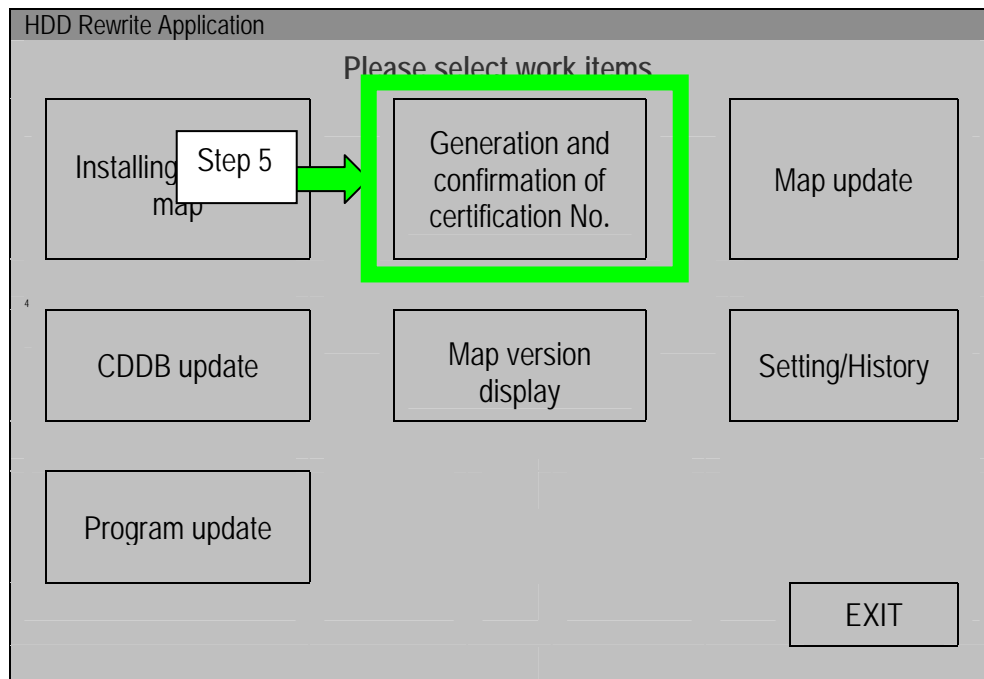 HDD Rewrite Application
Please select work items
Installing
map
Step 5
Generation and
confirmation of
certification No.
Map update
4
CDDB update
Map version
display
Setting/History
Program update
EXIT